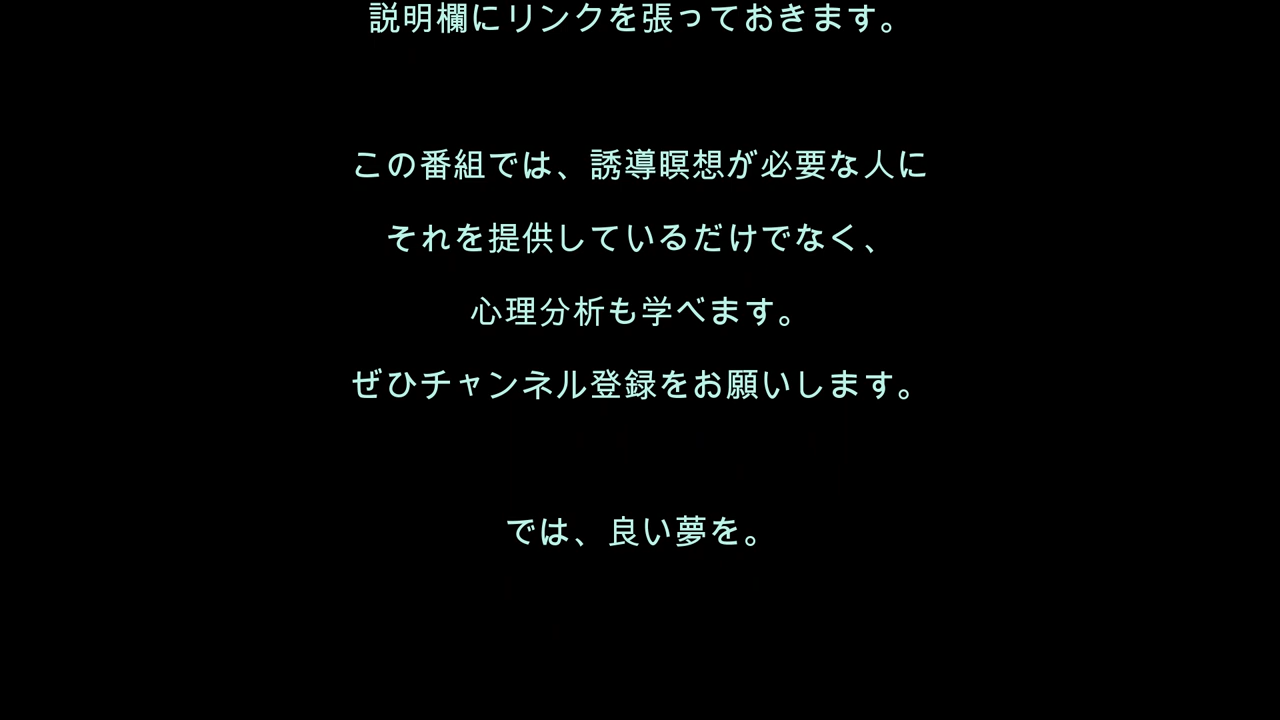 説明欄にリンクを張っておきます。
この番組では、誘導瞑想が必要な人に
それを提供しているだけでなく、
心理分析も学べます。
ぜひチャンネル登録をお願いします。
では、良い夢を。